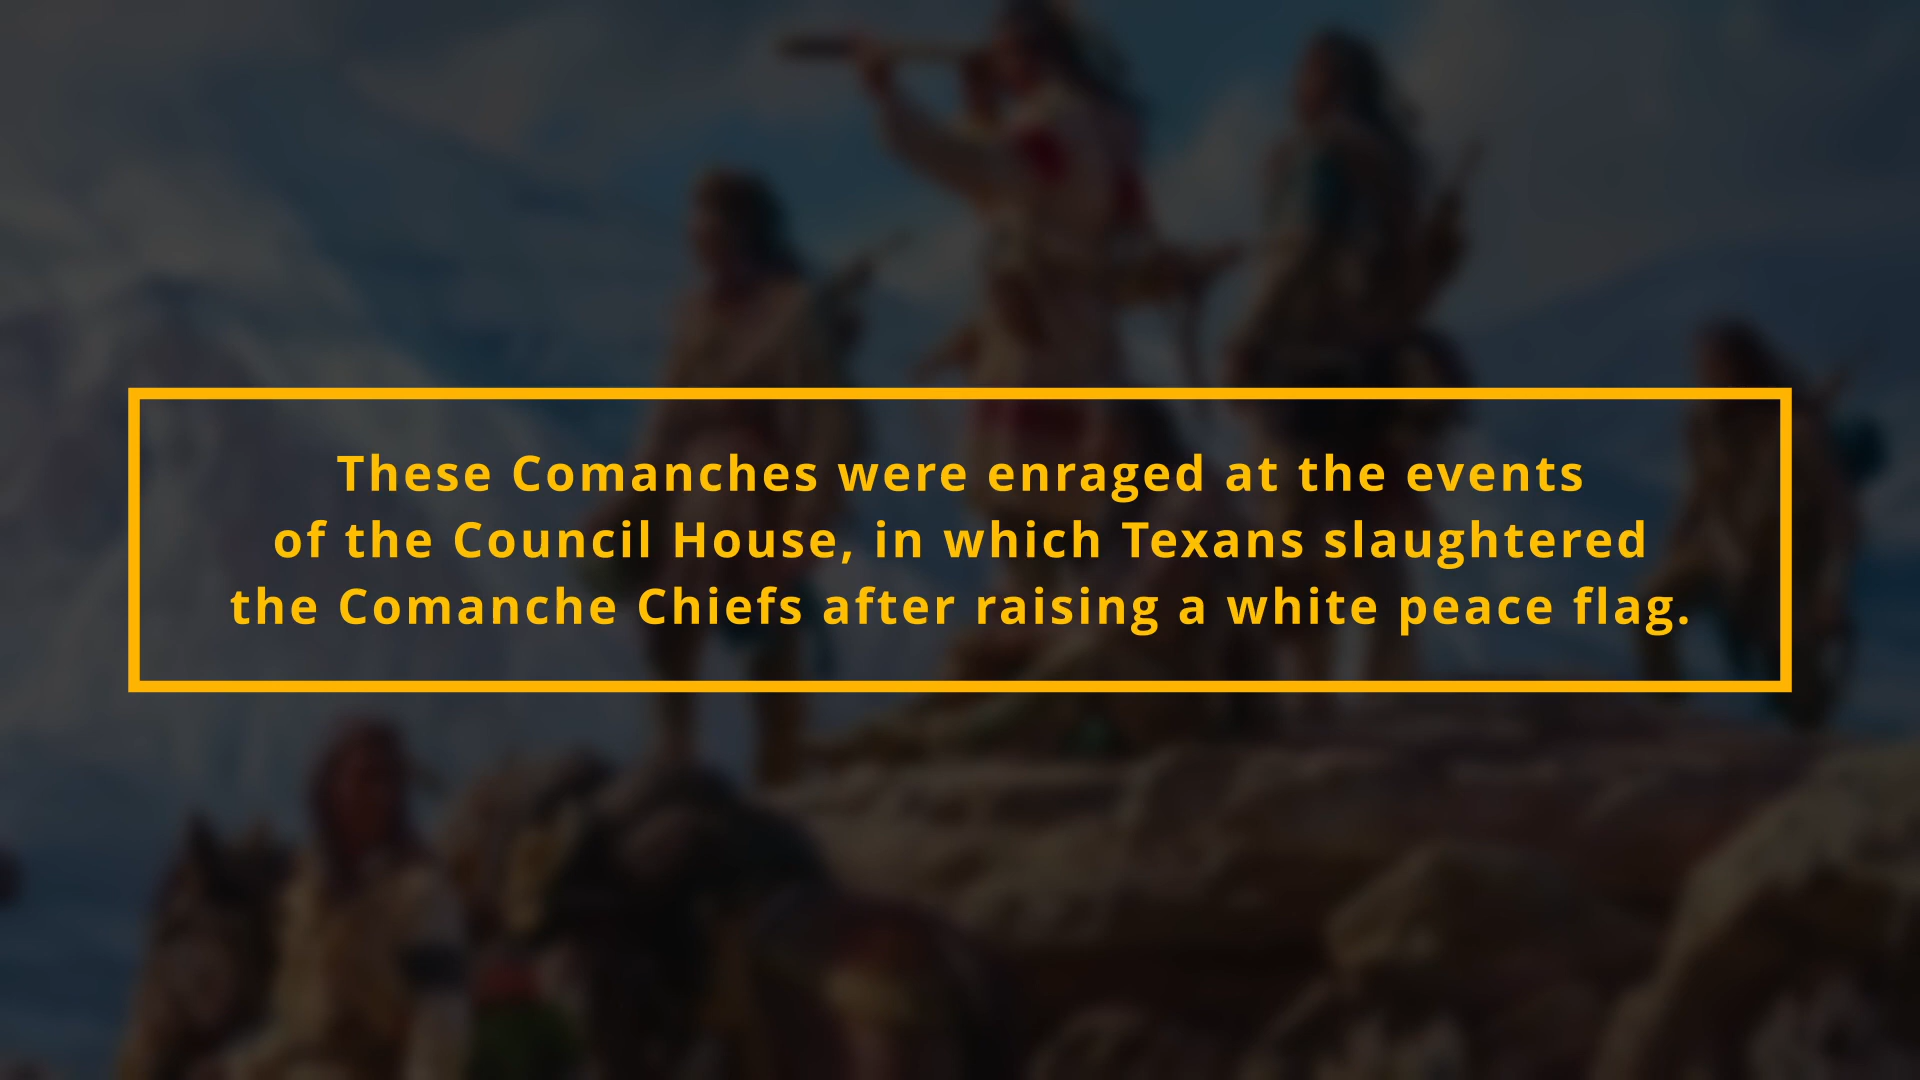 These Comanches were enraged at the events
of the Council House, in which Texans slaughtered
the Comanche Chiefs after raising a white peace flag.